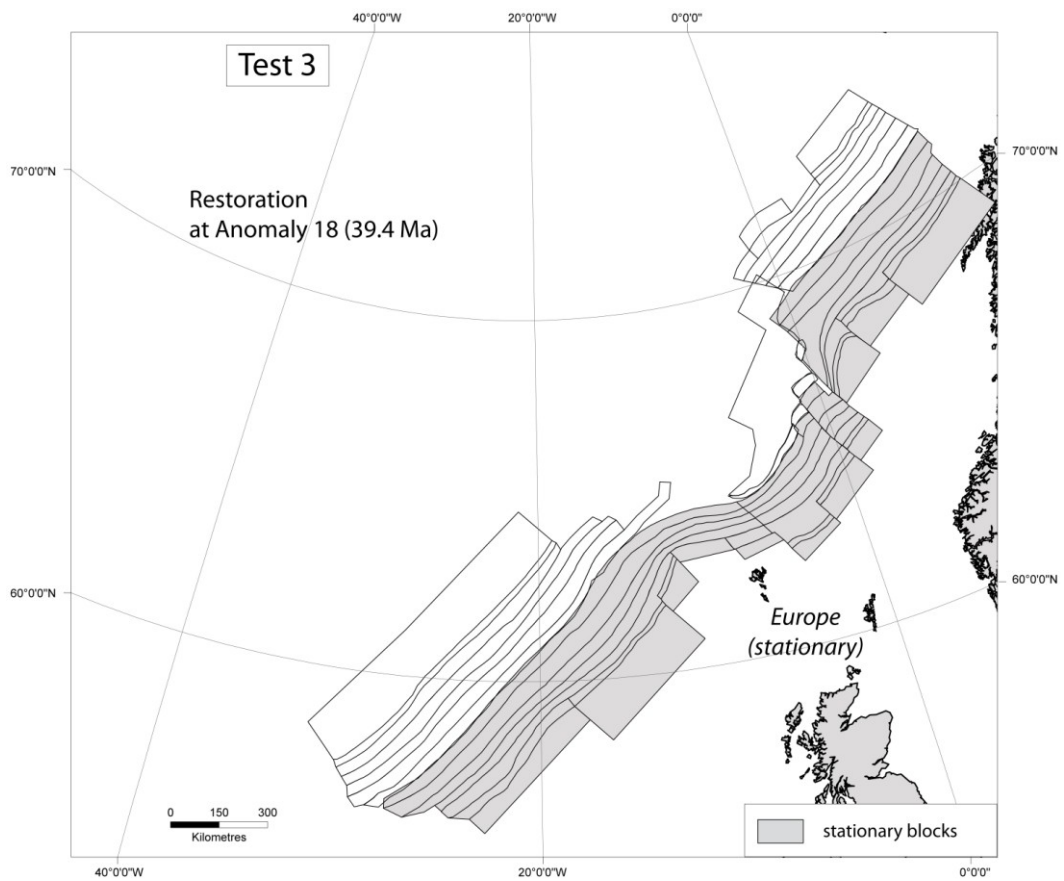 40°0'0"W 20°0'0"W 0°0'0"
Test 3
70°0'0"N 70°0'0"N
Restoration
at Anomaly 18 (39.4 Ma)
60°0'0"N 60°0'0"N
Europe
(stationary)
0 150 300
Kilometres
stationary blocks
40°0'0"W 20°0'0"W 0°0'0"